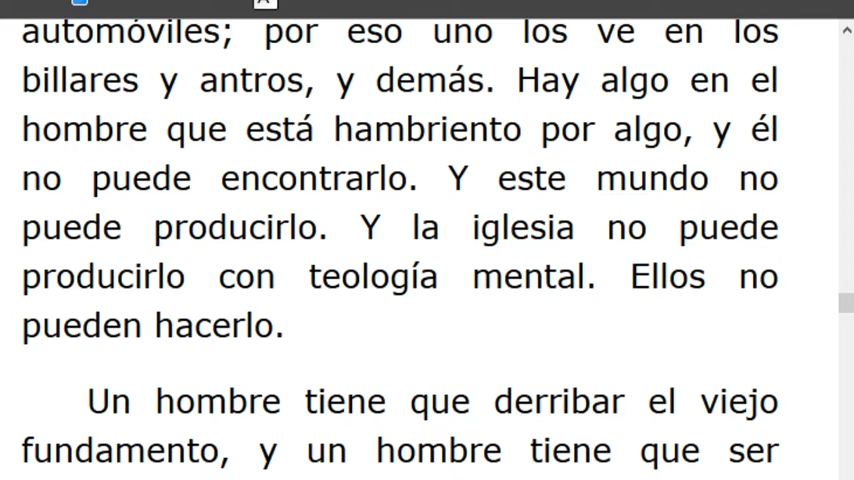 automóviles; por eso uno los ve en los
billares y antros, y demás. Hay algo en el
hombre que está hambriento por algo, y él
no puede encontrarlo. Y este mundo no
puede producirlo. Y la iglesia no puede
producirlo con teología mental. Ellos no
pueden hacerlo.
Un hombre tiene que derribar el viejo
fundamento, y un hombre tiene que ser